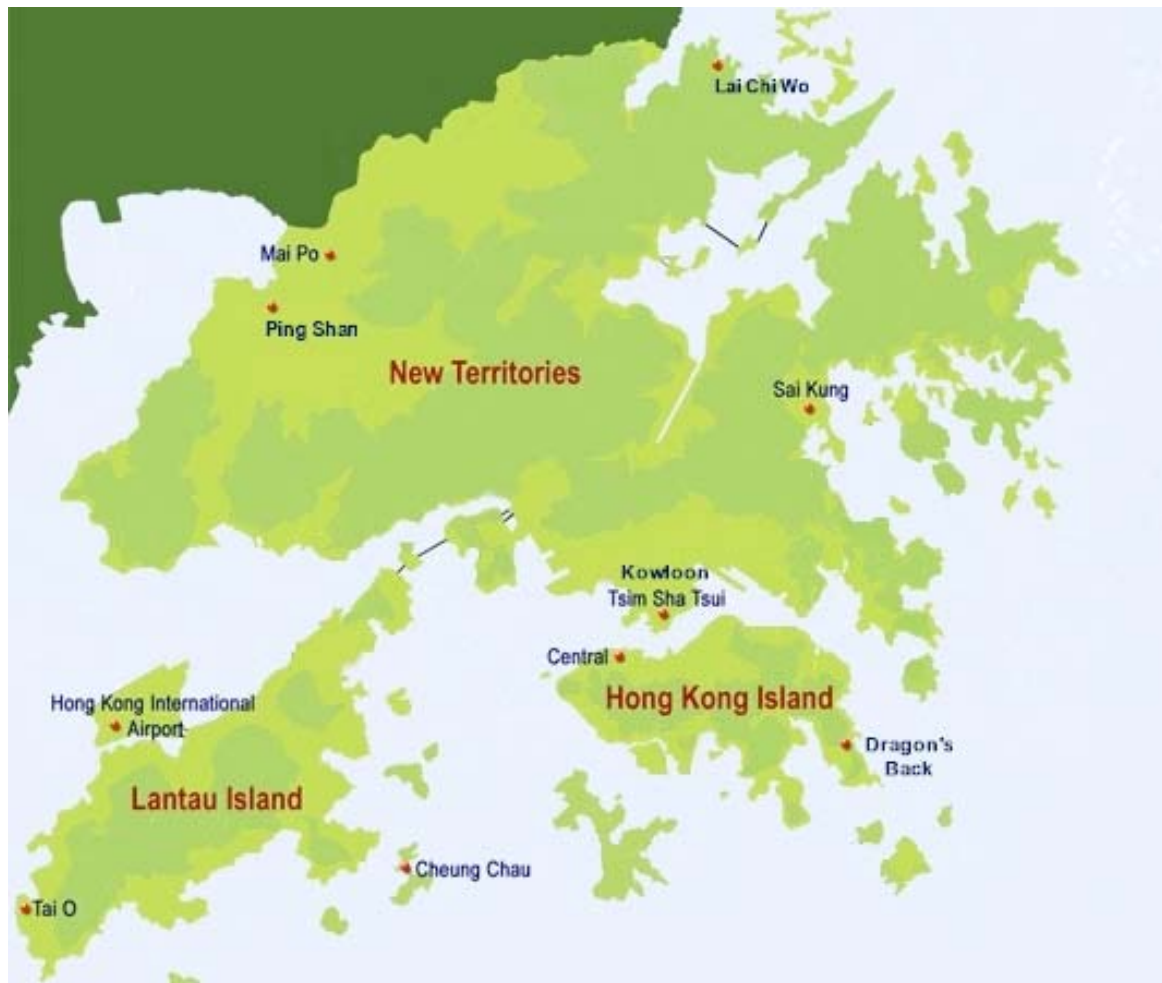 Lai Chi Wo
Mai Po
Ping Shan
New Territories
Sai Kung
Kowloon
Tsim Sha Tsui
Central
Hong Kong Island
Hong Kong International
Airport
Dragon's
Back
Lantau Island
Cheung Chau
Tai O